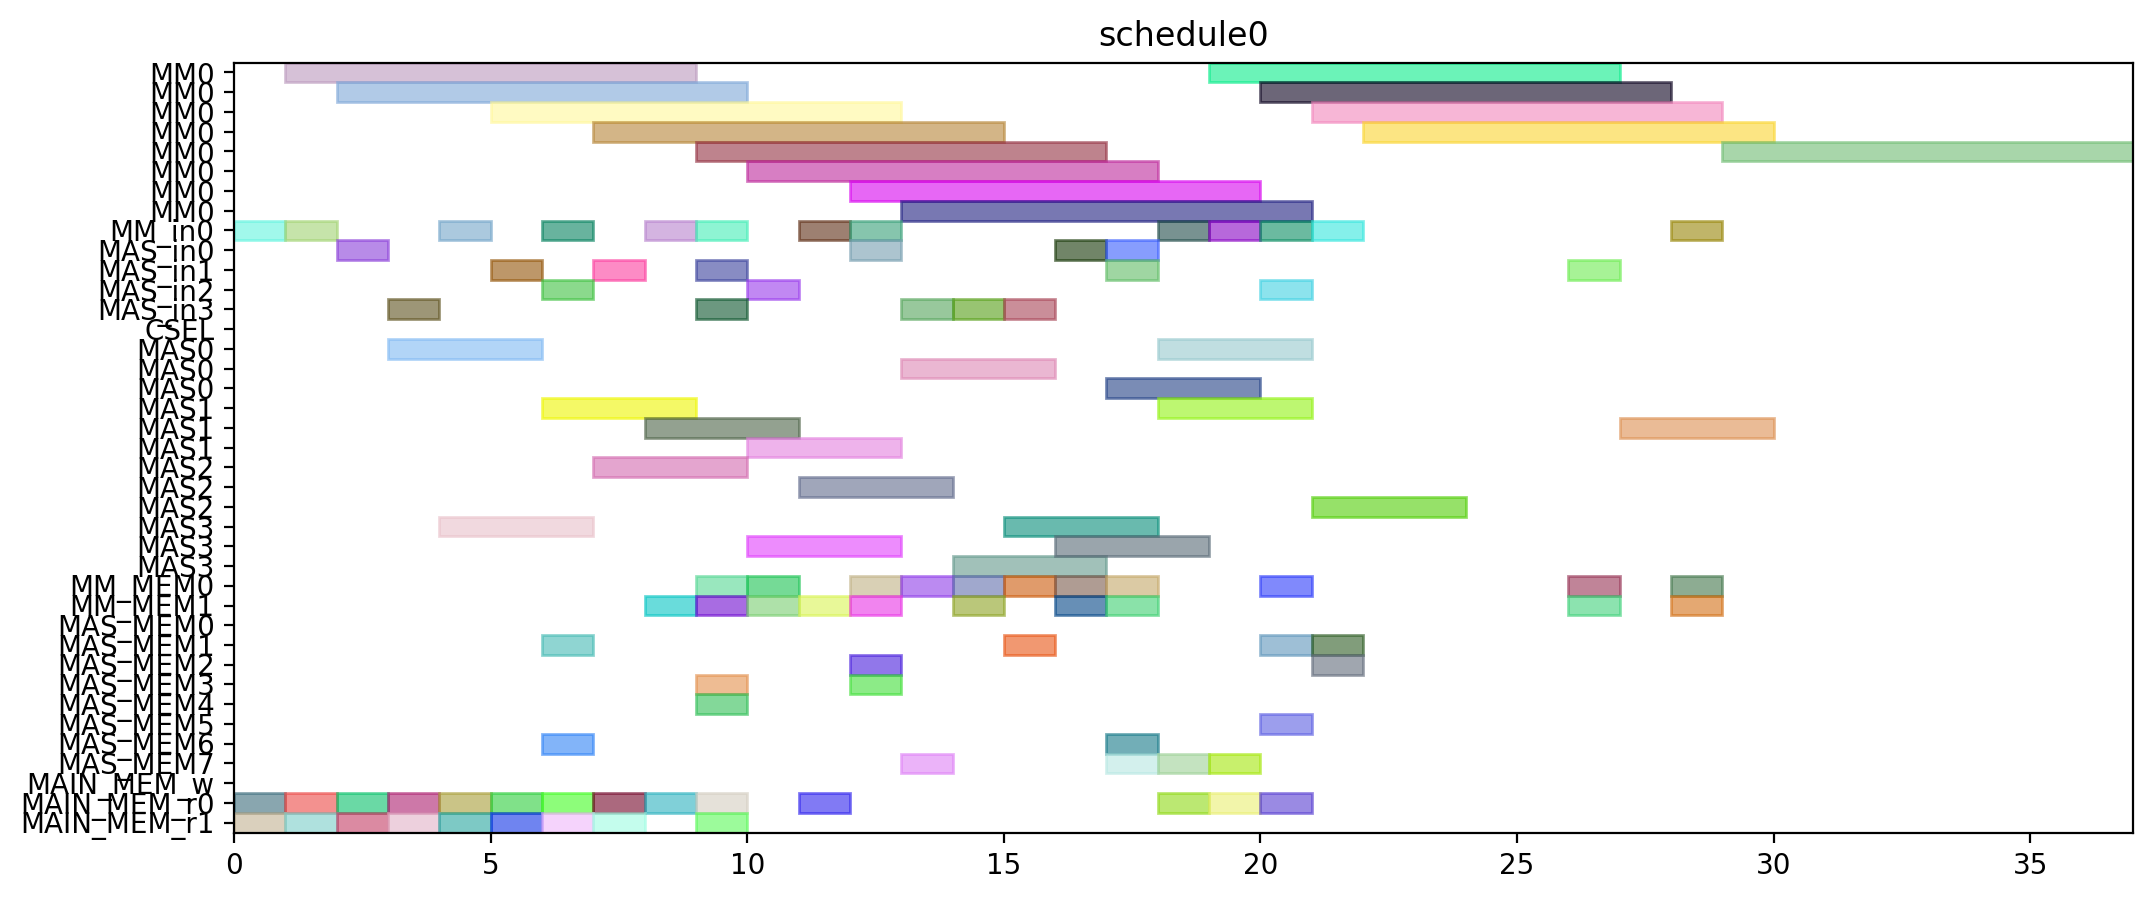 schedule0
MM0
MM0
MM0
MM0
MM0
MM0
MM0
MM0
MM_in0
MAS_in0
MAS_in1
MAS_in2
MAS_in3
CSEL
MAS0
MAS0
MAS0
MAS1
MAS1
MAS1
MAS2
MAS2
MAS2
MAS3
MAS3
MAS3
MM_MEM0
MM_MEM1
MAS_MEM0
MAS_MEM1
MAS_MEM2
MAS_MEM3
MAS_MEM4
MAS_MEM5
MAS_MEM6
MAS_MEM7
MAIN_MEM_w
MAIN_MEM_r0
MAIN_MEM_r1
0 5 10 15 20 25 30 35